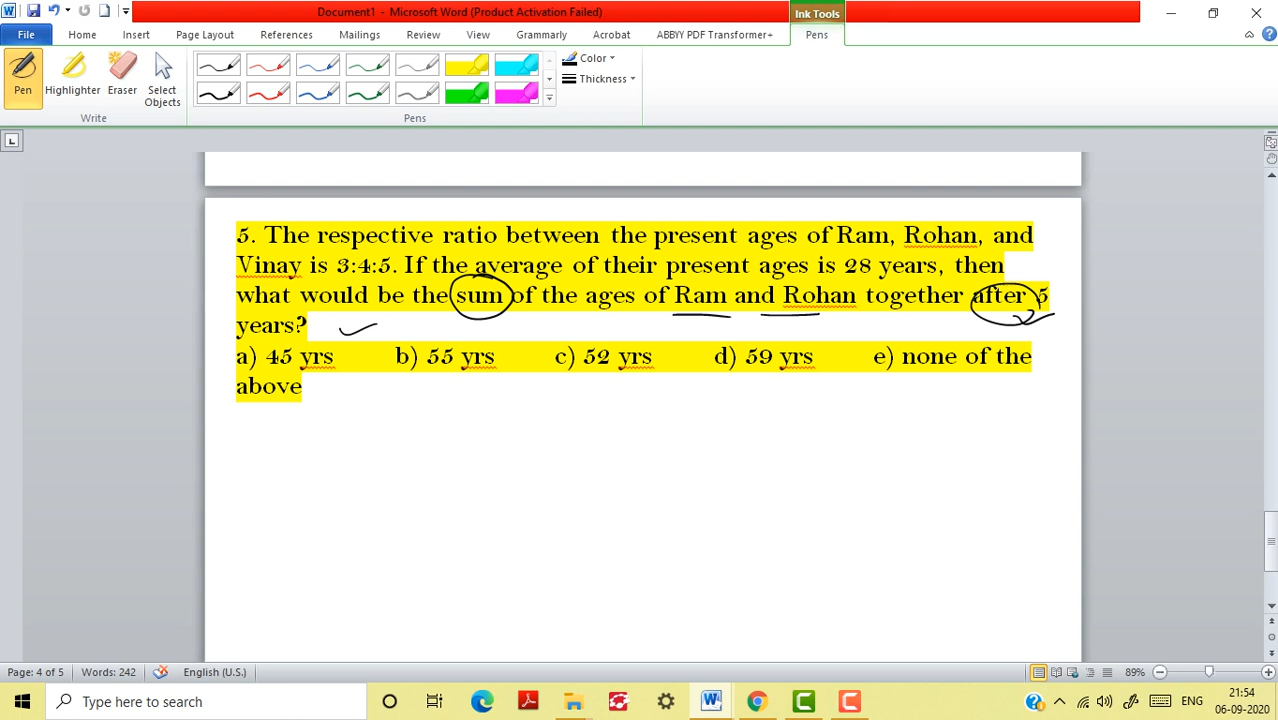 Document1 - Microsoft Word (Product Activation Failed)
Ink Tools
File
Home
Insert
Page Layout
References
Mailings
Review
View
Grammarly
Acrobat
ABBYY PDF Transformer+
Pens
Pen
Highlighter
Eraser
Select
Objects
Color
Thickness
Write
Pens
5. The respective ratio between the present ages of Ram, Rohan, and
Vinay is 3:4:5. If the average of their present ages is 28 years, then
what would be the sum of the ages of Ram and Rohan together after 5
years?
a) 45 yrs b) 55 yrs c) 52 yrs d) 59 yrs e) none of the
above
Page: 4 of 5
Words: 242
English (U.S.)
89%
Type here to search
ENG
21:54
06-09-2020